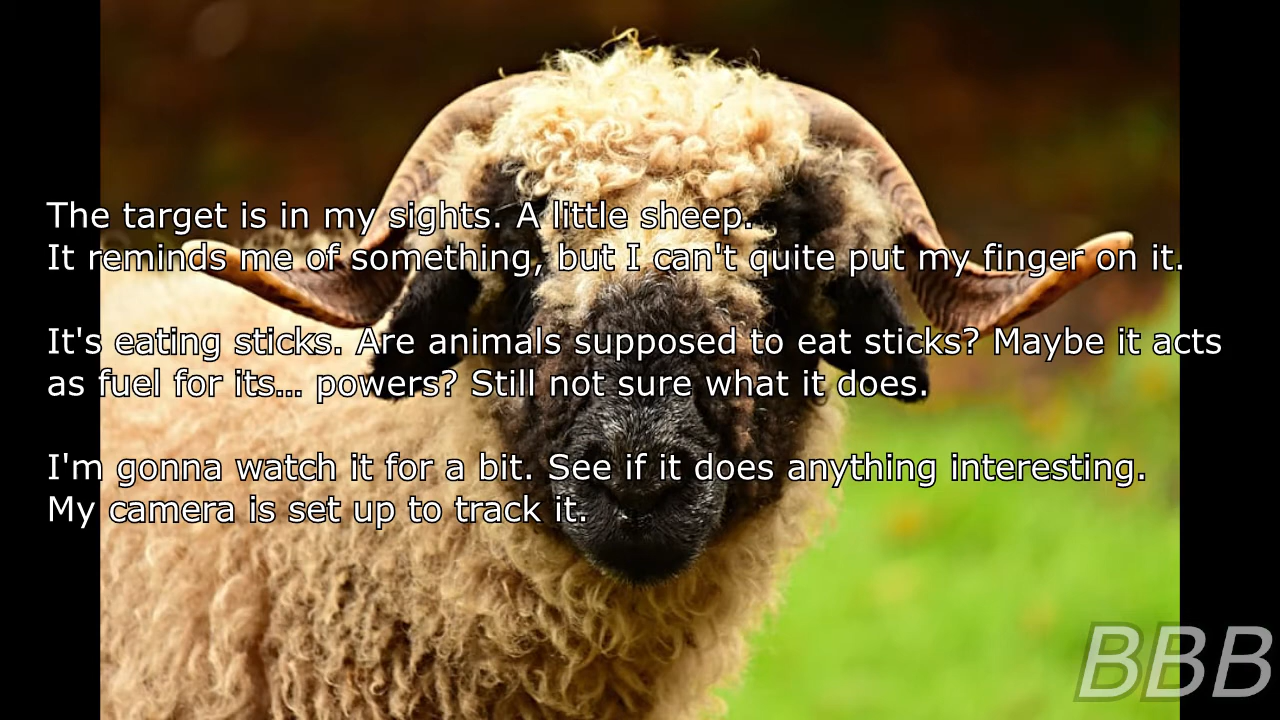 The target is in my sights. A little sheep.
It reminds me of something, but I can't quite put my finger on it.
It's eating sticks. Are animals supposed to eat sticks? Maybe it acts
as fuel for its... powers? Still not sure what it does.
I'm gonna watch it for a bit. See if it does anything interesting.
My camera is set up to track it.
BBB